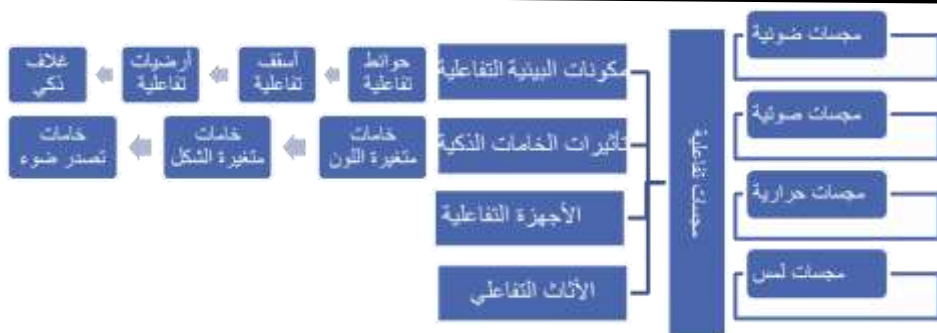 مجسات ضوئية
مجسات صوتية
مجسات حرارية
مجسات لمس
مجسات تفاعلية
مكونات البيئية التفاعلية
حوائط
تفاعلية
أسقف
تفاعلية
أرضيات
تفاعلية
غلاف
ذكي
تأثيرات الخامات الذكية
خامات
متغيرة اللون
خامات
متغيرة الشكل
خامات
تصدر ضوء
الأجهزة التفاعلية
الأثاث التفاعلي